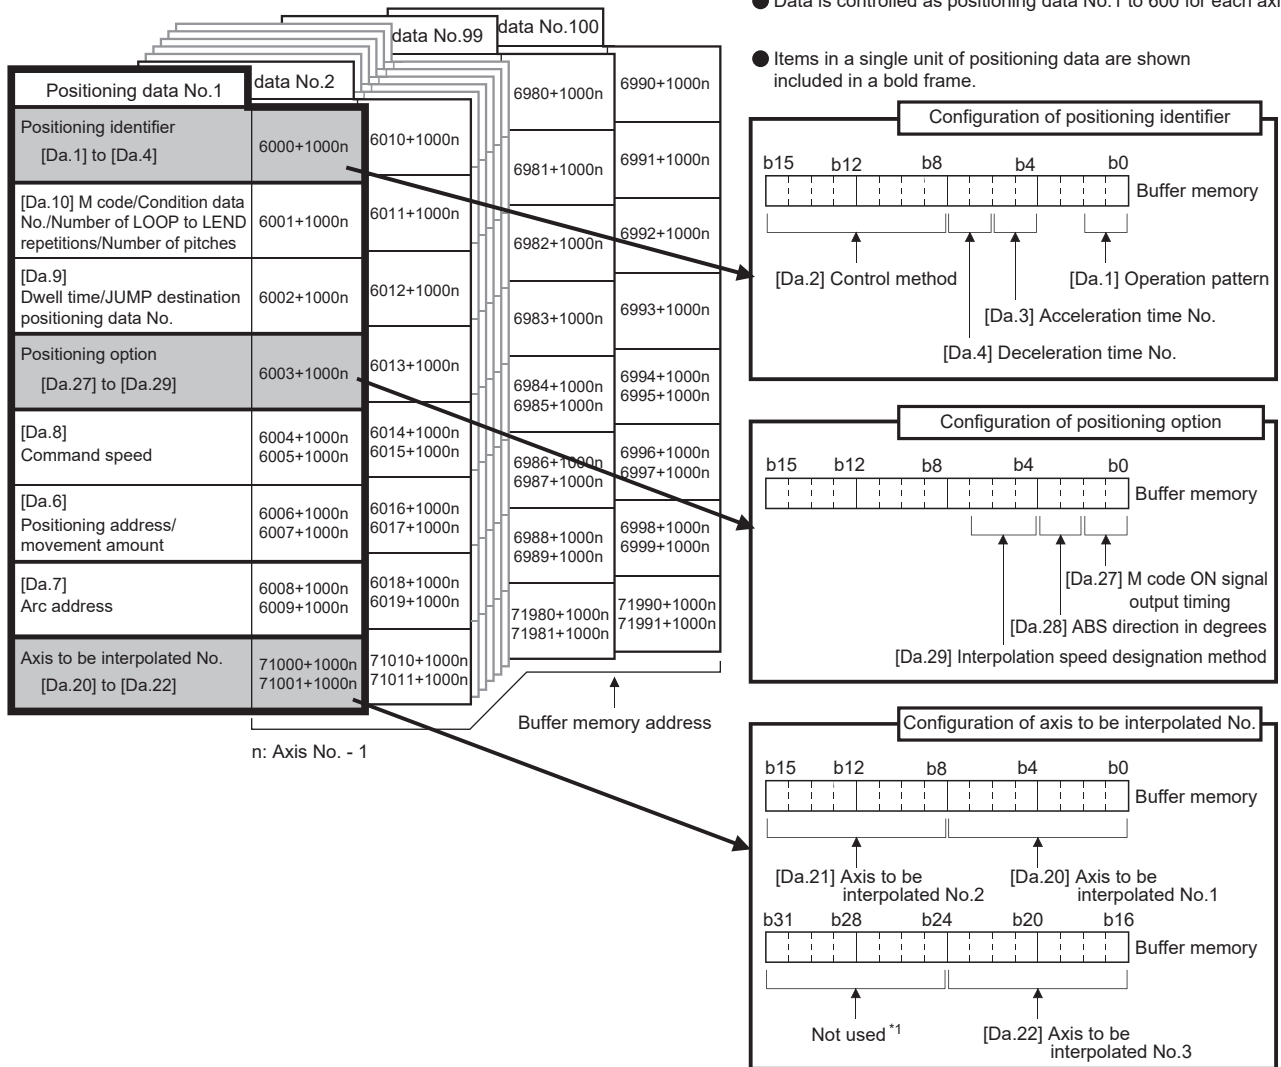 ● Data is controlled as positioning data No.1 to 600 for each axi
● Items in a single unit of positioning data are shown
included in a bold frame.
data No.100
data No.99
data No.2
Positioning data No.1
Positioning identifier
[Da.1] to [Da.4]
6000+1000n
[Da.10] M code/Condition data
No./Number of LOOP to LEND
repetitions/Number of pitches
6001+1000n
[Da.9]
Dwell time/JUMP destination
positioning data No.
6002+1000n
Positioning option
[Da.27] to [Da.29]
6003+1000n
[Da.8]
Command speed
6004+1000n
6005+1000n
[Da.6]
Positioning address/
movement amount
6006+1000n
6007+1000n
[Da.7]
Arc address
6008+1000n
6009+1000n
Axis to be interpolated No.
[Da.20] to [Da.22]
71000+1000n
71001+1000n
6010+1000n
6011+1000n
6012+1000n
6013+1000n
6014+1000n
6015+1000n
6016+1000n
6017+1000n
6018+1000n
6019+1000n
71010+1000n
71011+1000n
6980+1000n
6981+1000n
6982+1000n
6983+1000n
6984+1000n
6985+1000n
6986+1000n
6987+1000n
6988+1000n
6989+1000n
71980+1000n
71981+1000n
6990+1000n
6991+1000n
6992+1000n
6993+1000n
6994+1000n
6995+1000n
6996+1000n
6997+1000n
6998+1000n
6999+1000n
71990+1000n
71991+1000n
Buffer memory address
n: Axis No. - 1
Configuration of positioning identifier
b15 b12 b8 b4 b0
Buffer memory
[Da.2] Control method
[Da.1] Operation pattern
[Da.3] Acceleration time No.
[Da.4] Deceleration time No.
Configuration of positioning option
b15 b12 b8 b4 b0
Buffer memory
[Da.27] M code ON signal
output timing
[Da.28] ABS direction in degrees
[Da.29] Interpolation speed designation method
Configuration of axis to be interpolated No.
b15 b12 b8 b4 b0
Buffer memory
[Da.21] Axis to be
interpolated No.2
[Da.20] Axis to be
interpolated No.1
b31 b28 b24 b20 b16
Buffer memory
Not used *1
[Da.22] Axis to be
interpolated No.3